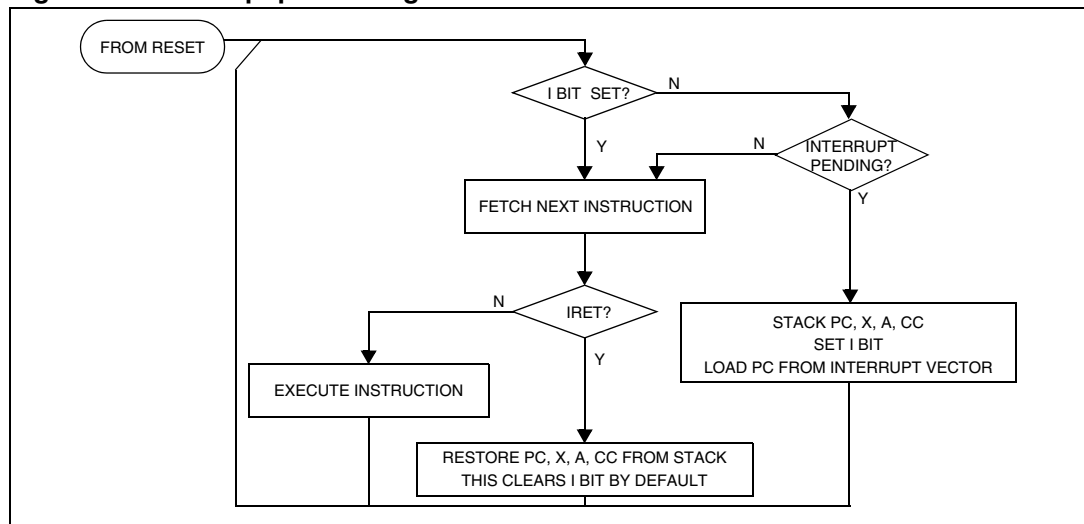 FROM RESET
I BIT SET?
N
Y
N
INTERRUPT
PENDING?
Y
FETCH NEXT INSTRUCTION
N
IRET?
Y
STACK PC, X, A, CC
SET I BIT
LOAD PC FROM INTERRUPT VECTOR
EXECUTE INSTRUCTION
RESTORE PC, X, A, CC FROM STACK
THIS CLEARS I BIT BY DEFAULT